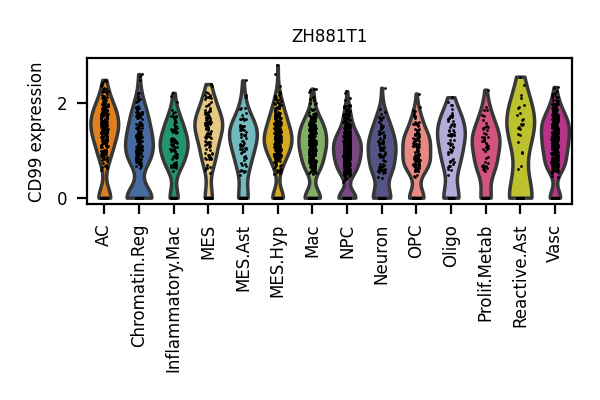 ZH881T1
CD99 expression
2
0
AC
Chromatin.Reg
Inflammatory.Mac
MES
MES.Ast
MES.Hyp
Mac
NPC
Neuron
OPC
Oligo
Prolif.Metab
Reactive.Ast
Vasc